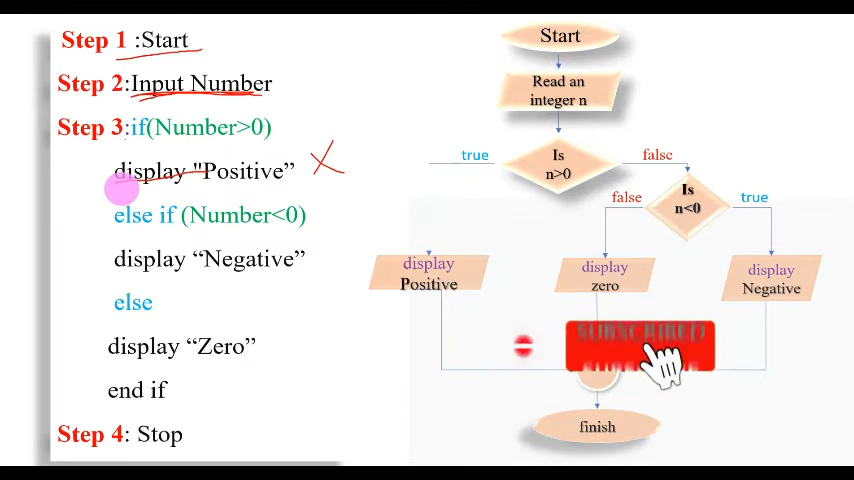 Step 1 :Start
Step 2:Input Number
Step 3:if(Number>0)
display "Positive”
else if (Number<0)
display “Negative”
else
display “Zero”
end if
Step 4: Stop
Start
Read an
integer n
true
Is
n>0
false
false
Is
n<0
true
display
Positive
display
zero
display
Negative
SUBSCRIBED
finish